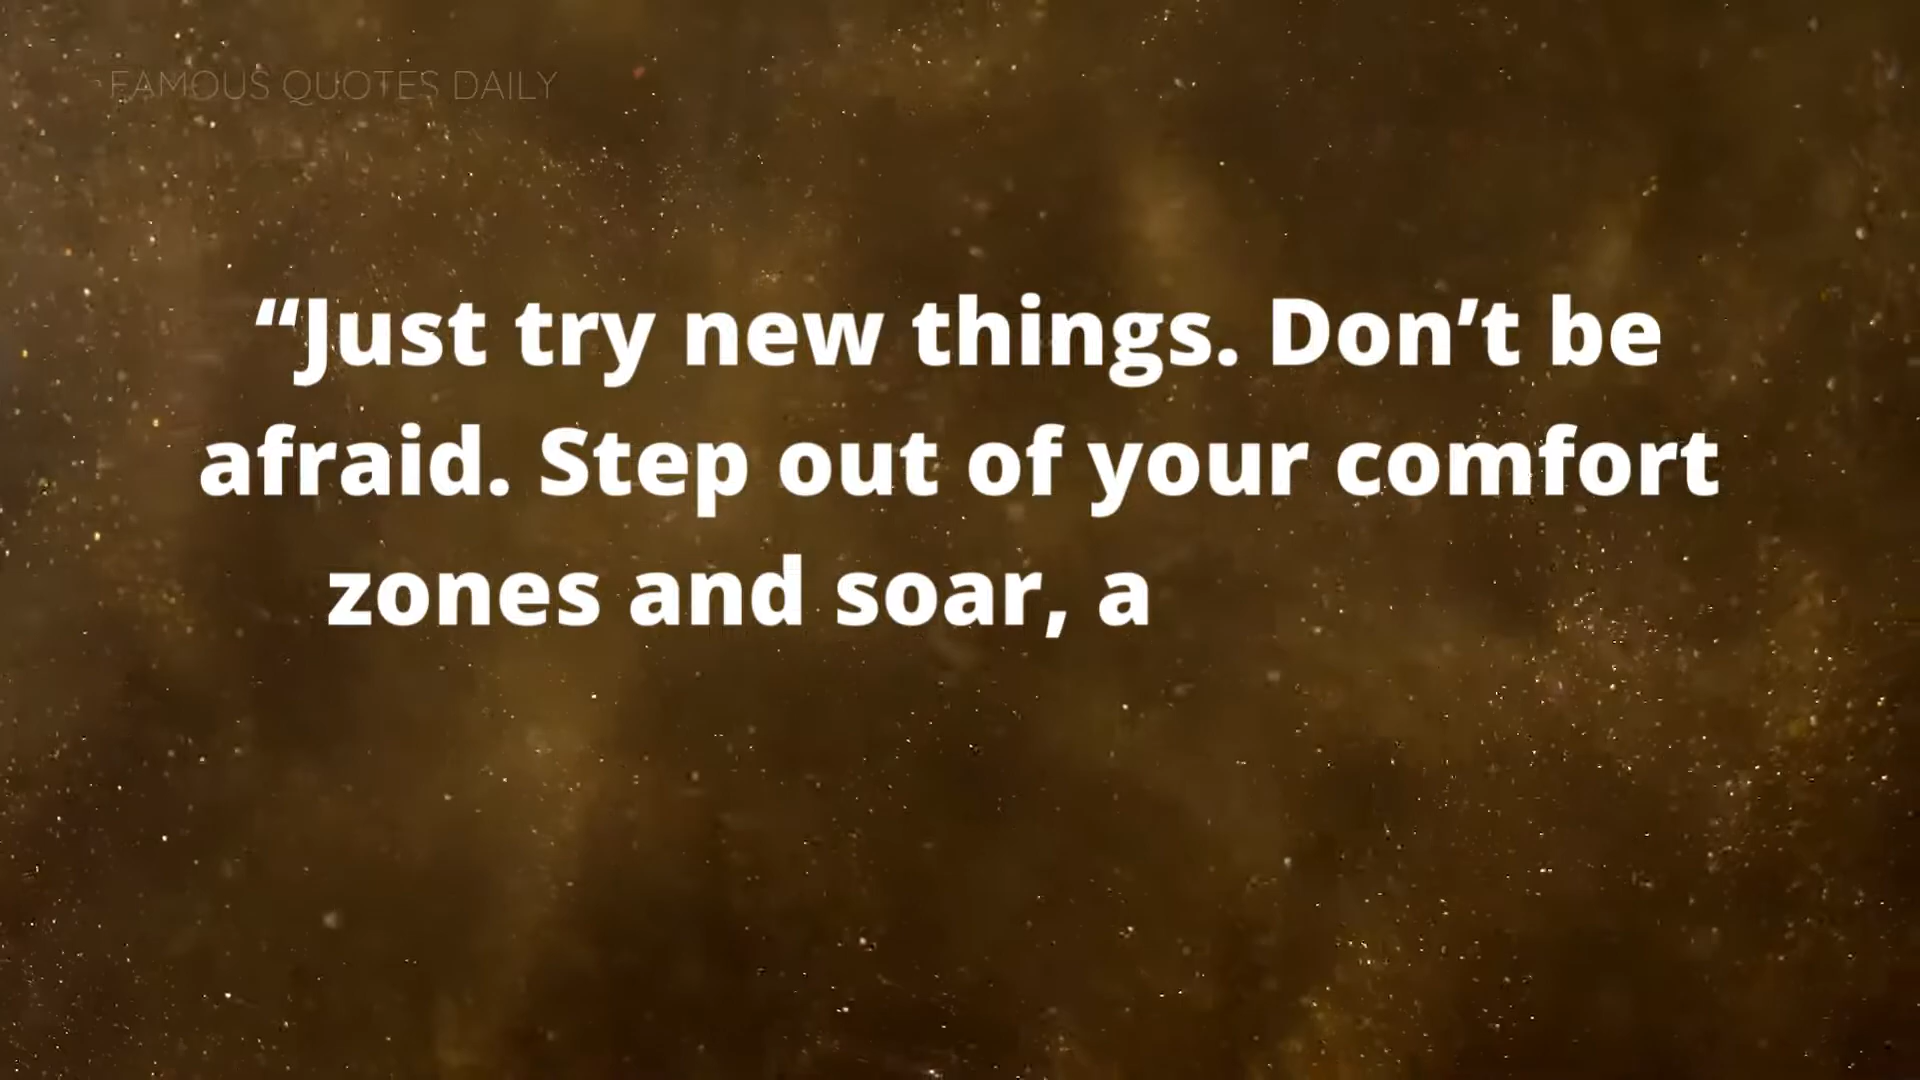 FAMOUS QUOTES DAILY
“Just try new things. Don’t be
afraid. Step out of your comfort
zones and soar, a